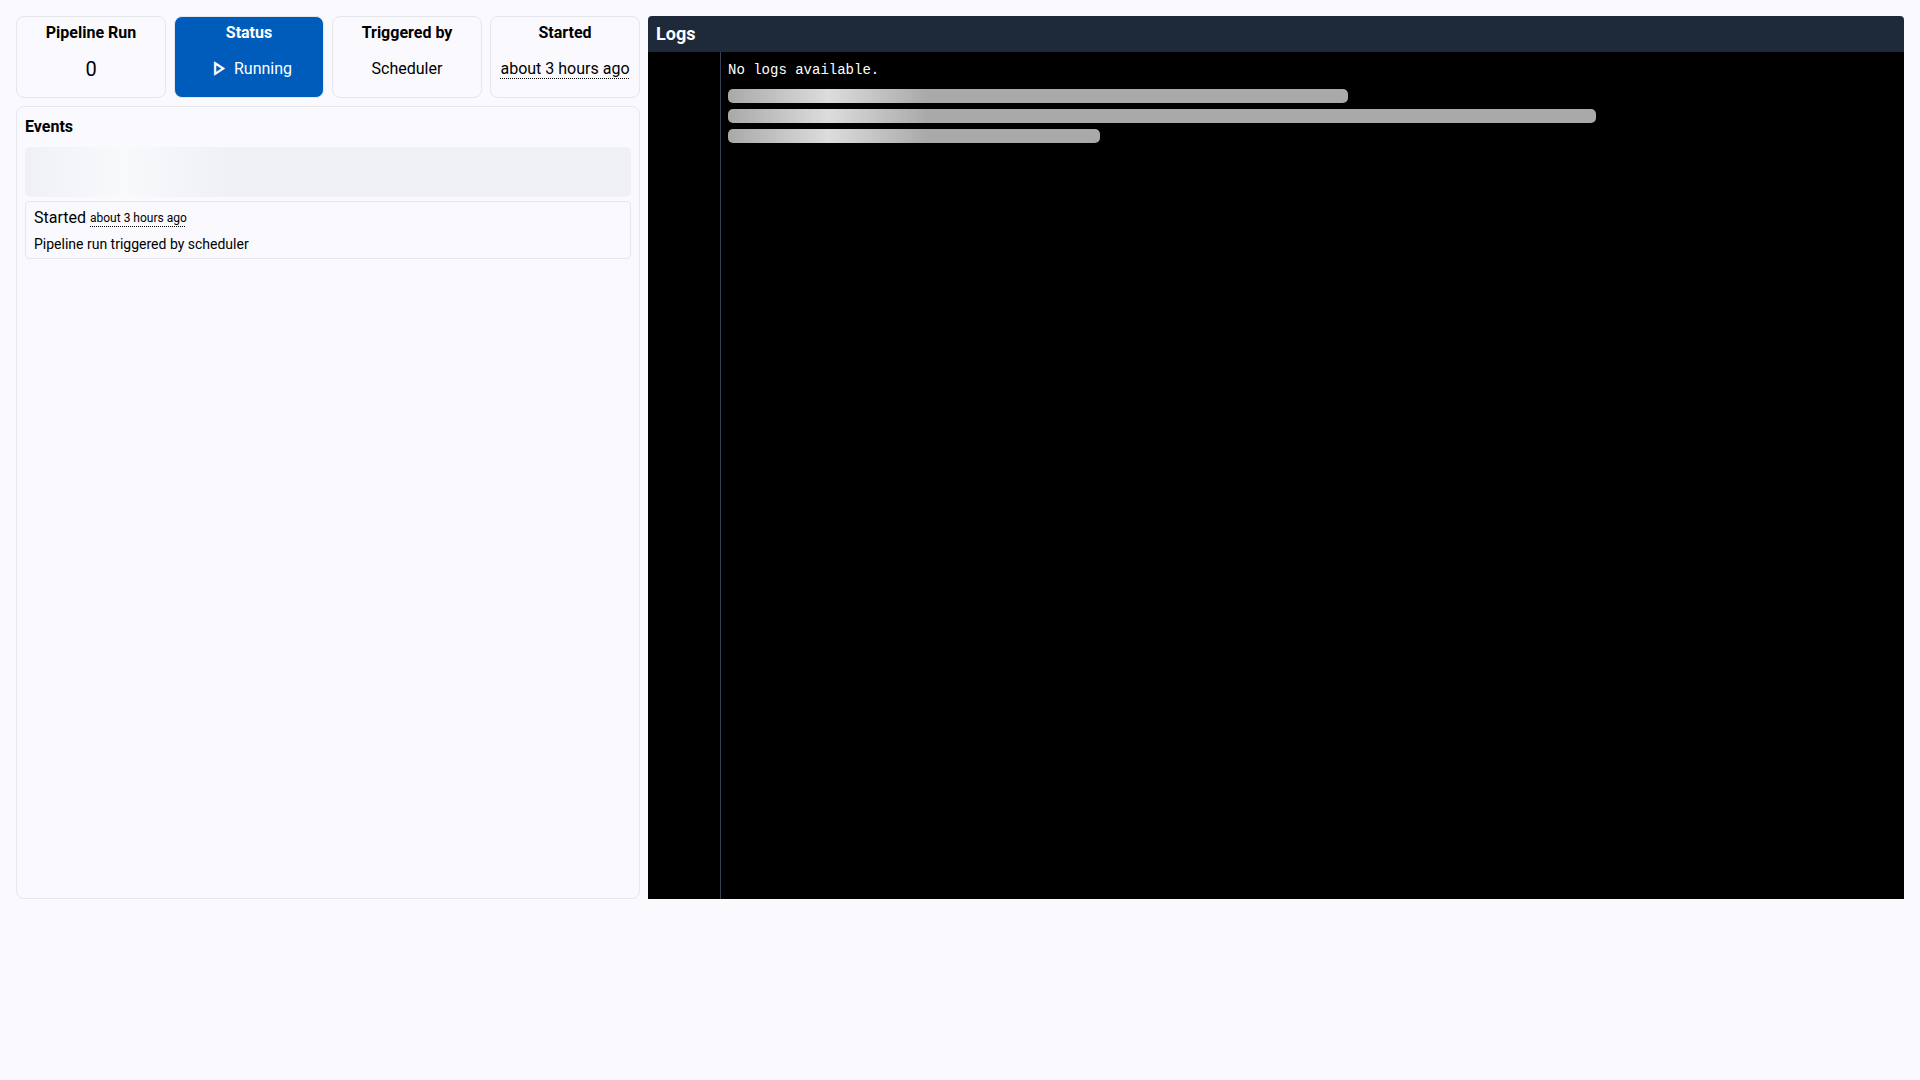 Pipeline Run
0
Status
Running
Triggered by
Scheduler
Started
about 3 hours ago
Events
Started about 3 hours ago
Pipeline run triggered by scheduler
Logs
No logs available.